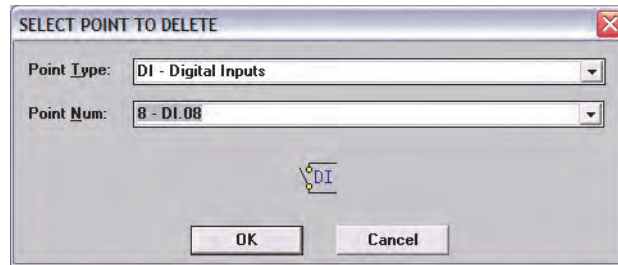 SELECT POINT TO DELETE
Point Type: DI - Digital Inputs
Point Num: 8 - DI.08
DI
OK Cancel